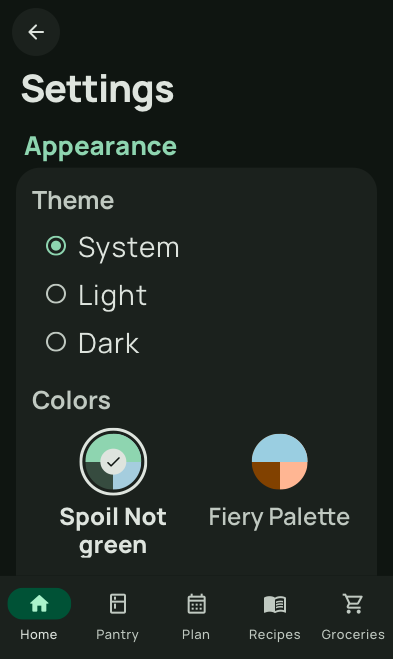 Settings
Appearance
Theme
System
Light
Dark
Colors
Spoil Not
green
Fiery Palette
Home
Pantry
Plan
Recipes
Groceries